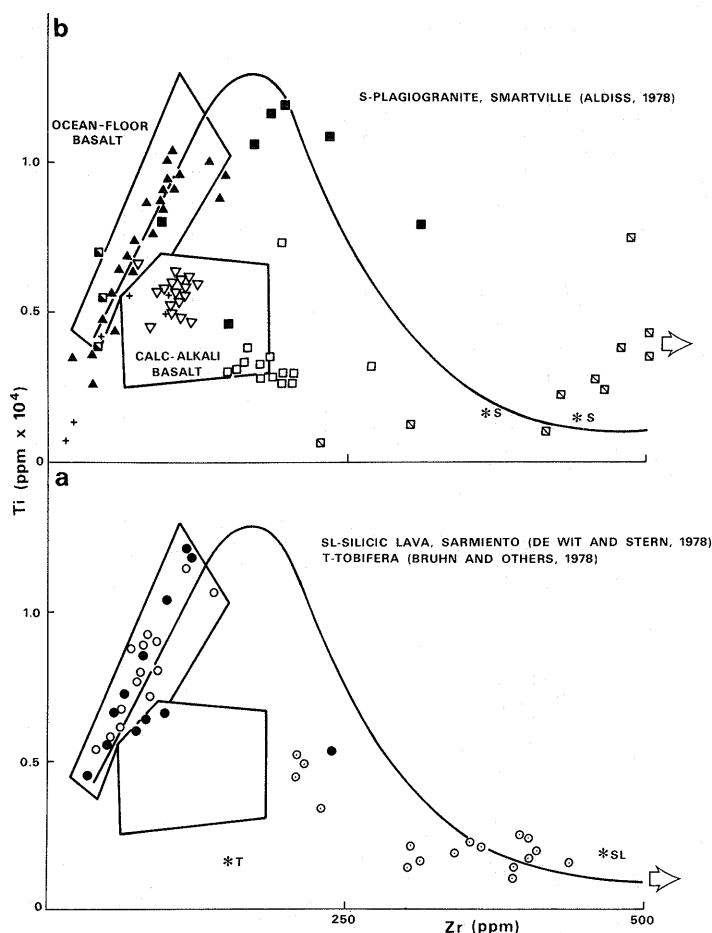 b
S-PLAGIOGRANITE, SMARTVILLE (ALDISS, 1978)
OCEAN-FLOOR
BASALT
1.0
0.5
CALC-ALKALI
BASALT
*S
*S
0
a
SL-SILICIC LAVA, SARMIENTO (DE WIT AND STERN, 1978)
T-TOBIFERA (BRUHN AND OTHERS, 1978)
Ti (ppm x 10⁴)
1.0
0.5
*T
*SL
0
250
Zr (ppm)
500